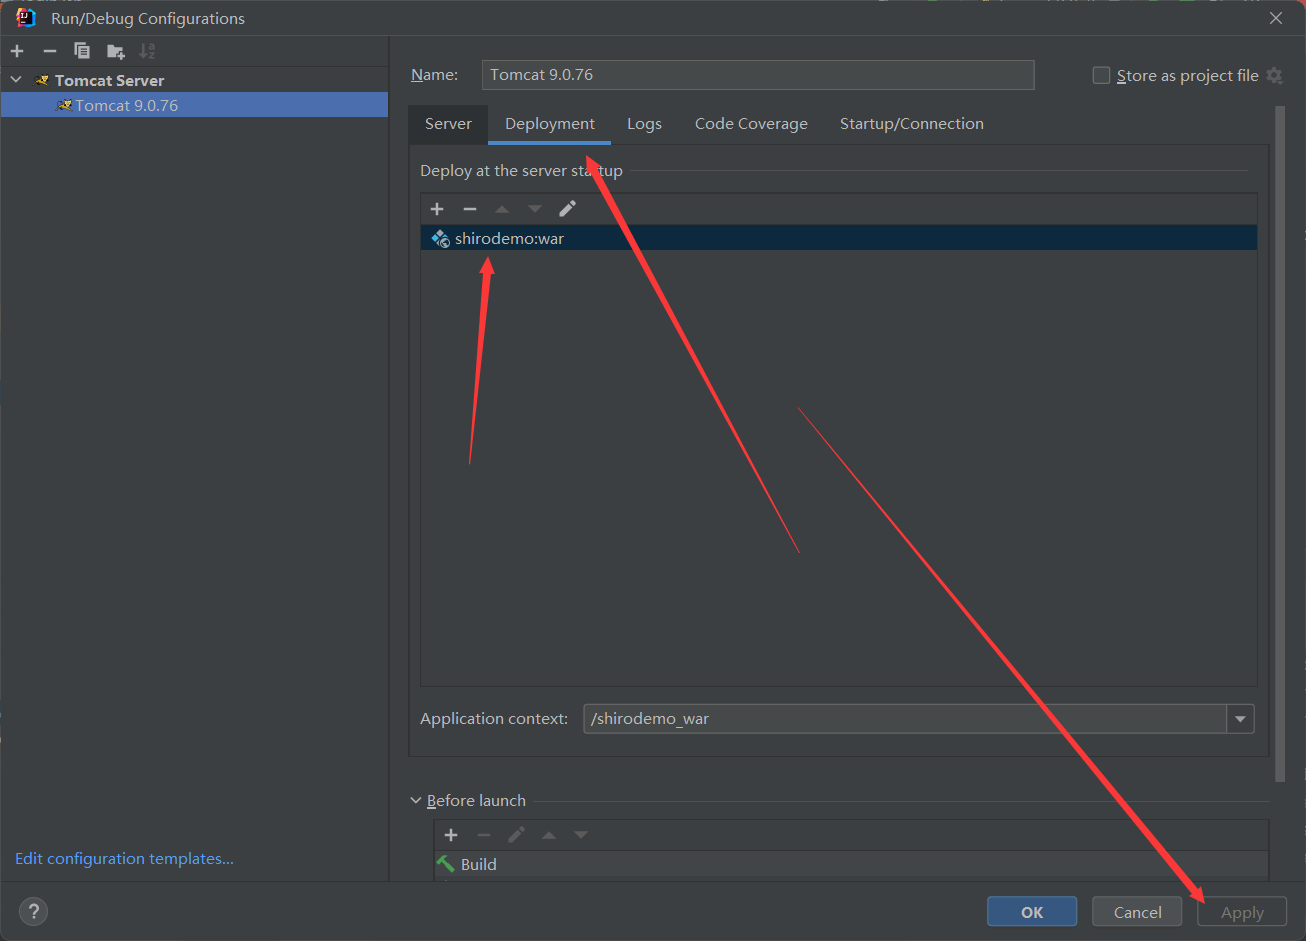 Run/Debug Configurations
Tomcat Server
Tomcat 9.0.76
Edit configuration templates...
Name: Tomcat 9.0.76 Store as project file
Server Deployment Logs Code Coverage Startup/Connection
Deploy at the server startup
shirodemo:war
Application context: /shirodemo_war
Before launch
Build
? OK Cancel Apply